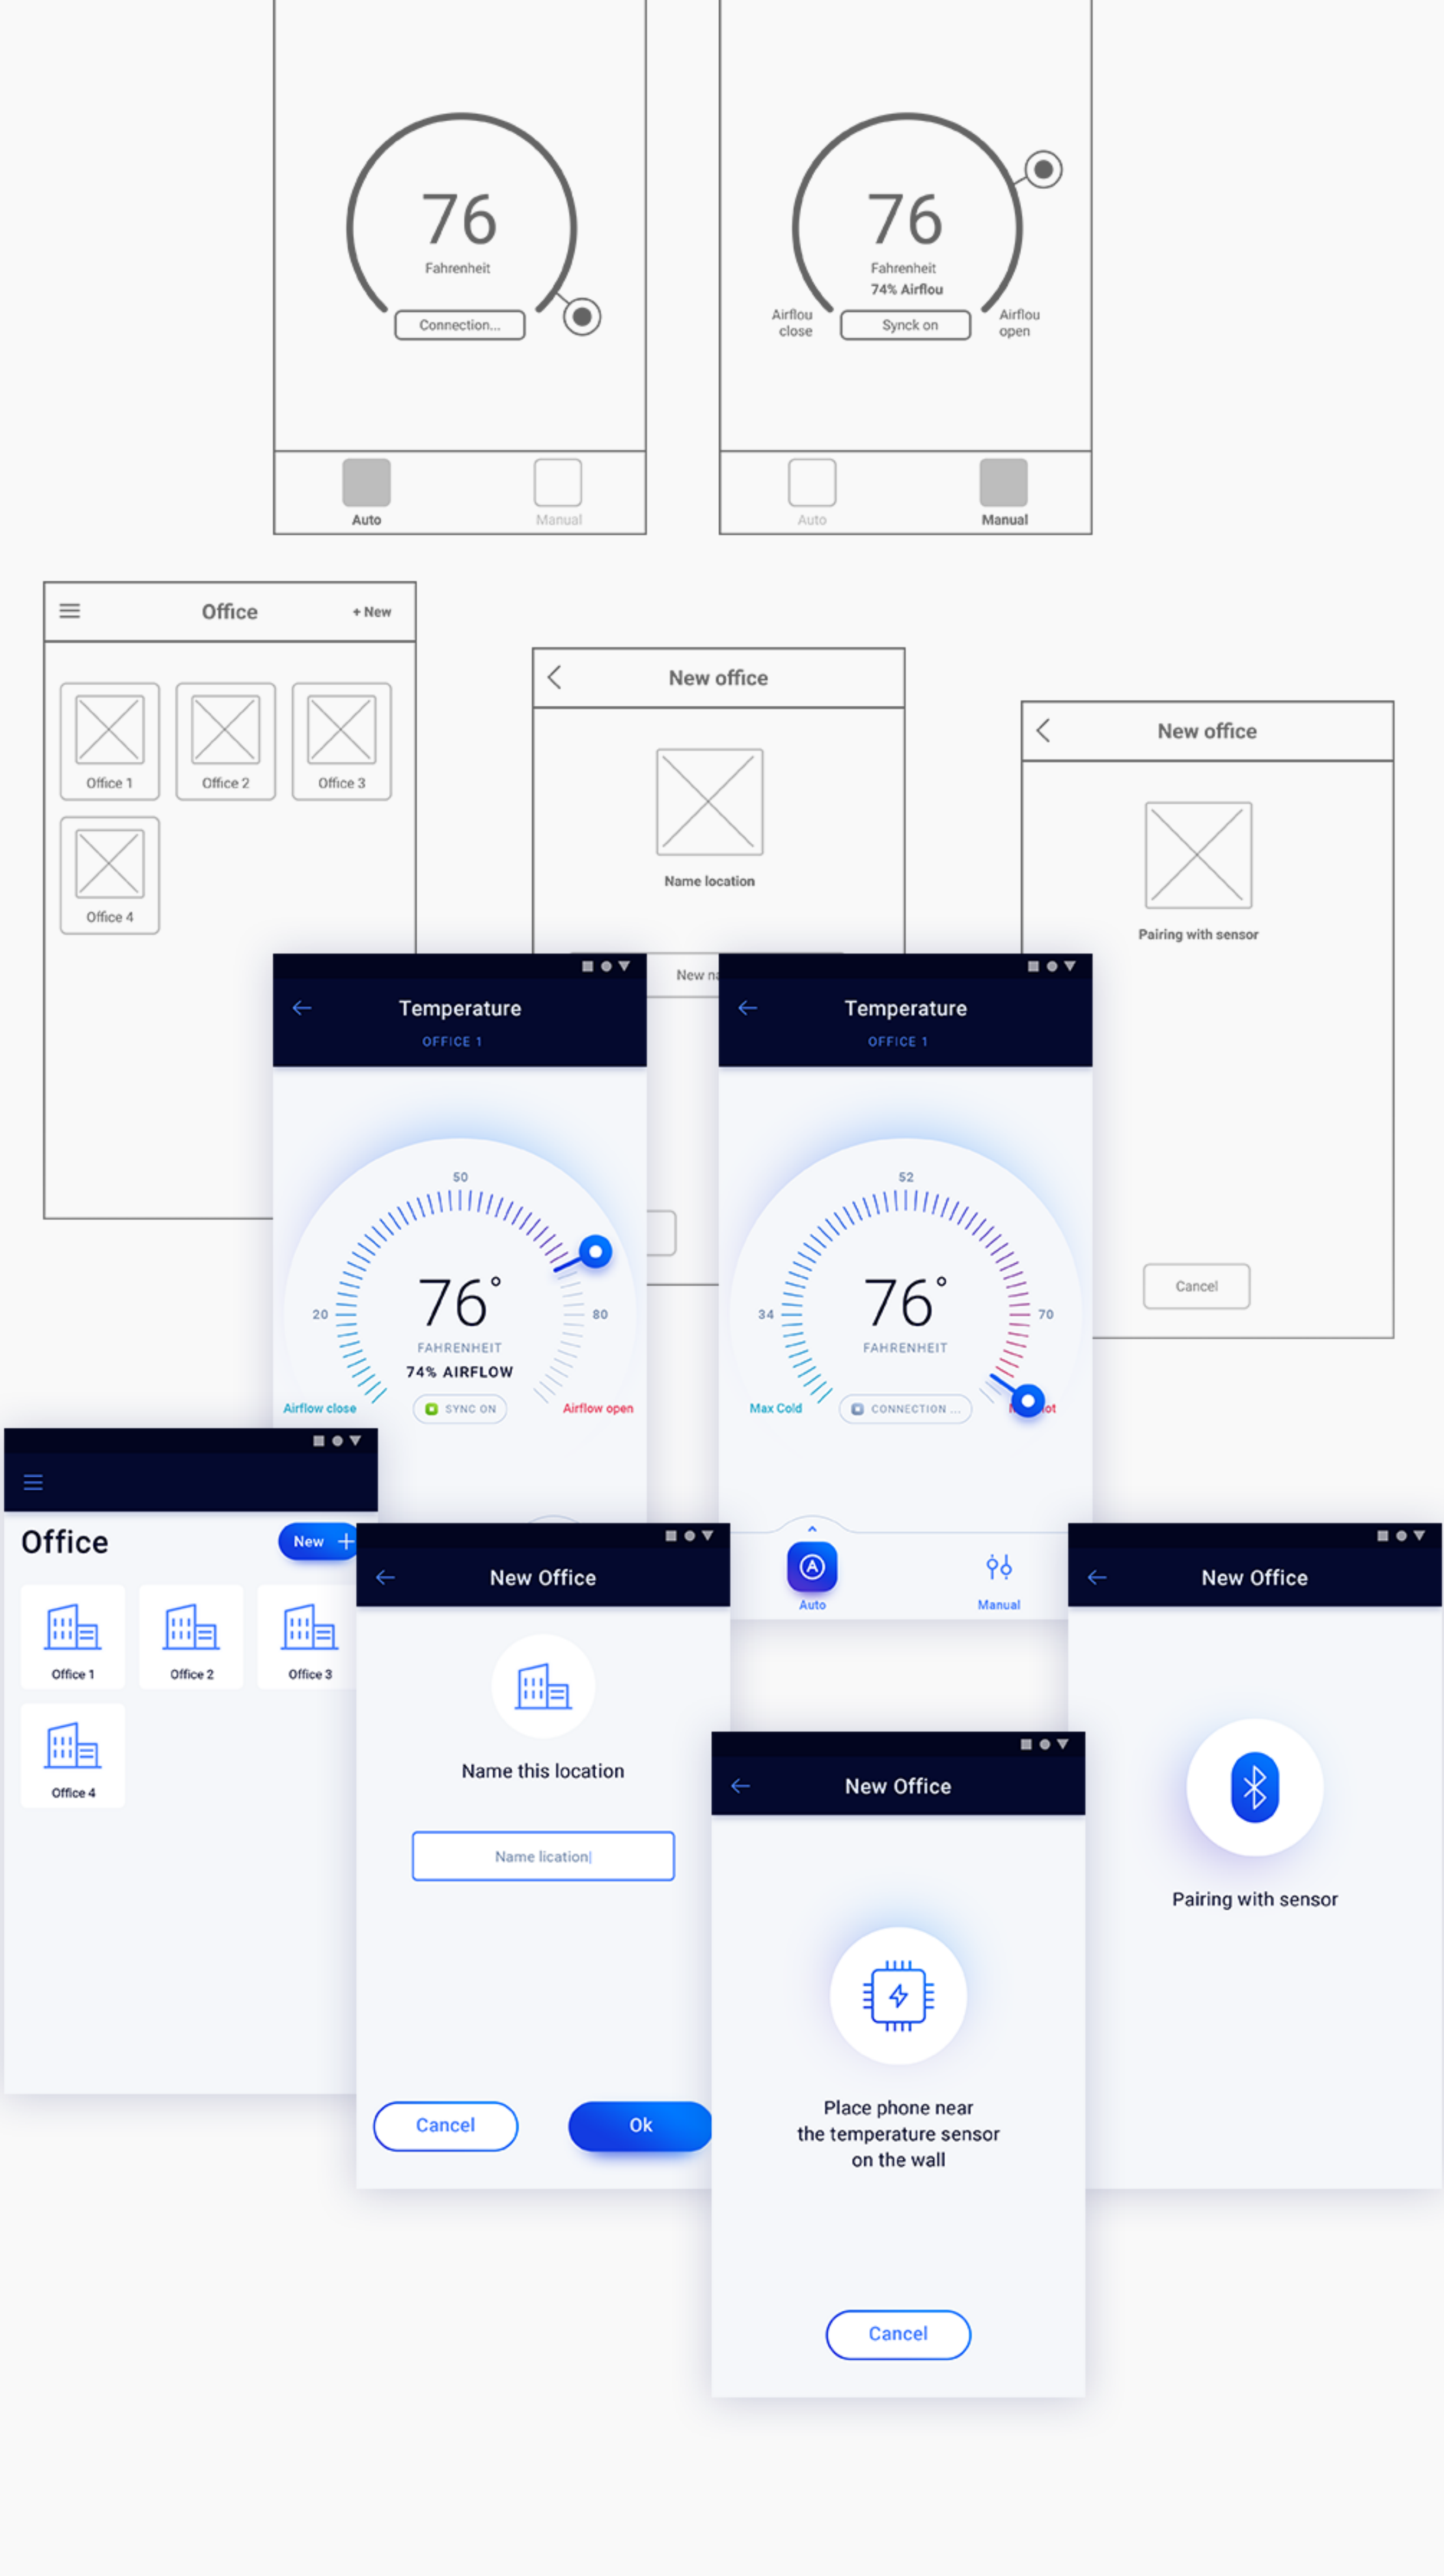 76
Fahrenheit
Connection...
Auto
Manual
76
Fahrenheit
74% Airflou
Airflou
close
Synck on
Airflou
open
Auto
Manual
Office
+ New
Office 1
Office 2
Office 3
Office 4
New office
Name location
New
New office
Pairing with sensor
Cancel
Temperature
OFFICE 1
50
20
80
76°
FAHRENHEIT
74% AIRFLOW
Airflow close
SYNC ON
Airflow open
Temperature
OFFICE 1
52
34
70
76°
FAHRENHEIT
Max Cold
CONNECTION ...
A
Auto
Manual
Office
New +
Office 1
Office 2
Office 3
Office 4
New Office
Name this location
Name lication
Cancel
Ok
New Office
Place phone near
the temperature sensor
on the wall
Cancel
New Office
Pairing with sensor